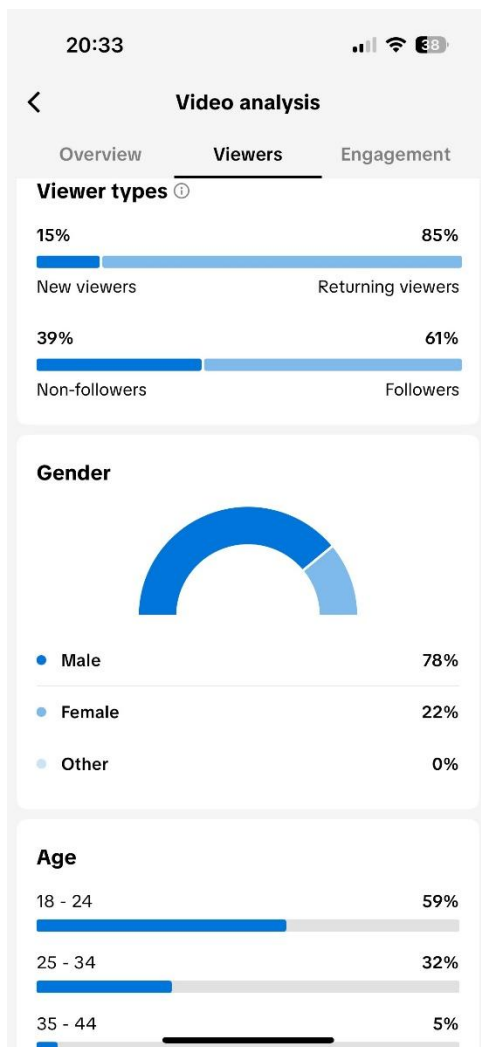 20:33
38
Video analysis
Overview Viewers Engagement
Viewer types
15% 85%
New viewers Returning viewers
39% 61%
Non-followers Followers
Gender
Male 78%
Female 22%
Other 0%
Age
18 - 24 59%
25 - 34 32%
35 - 44 5%